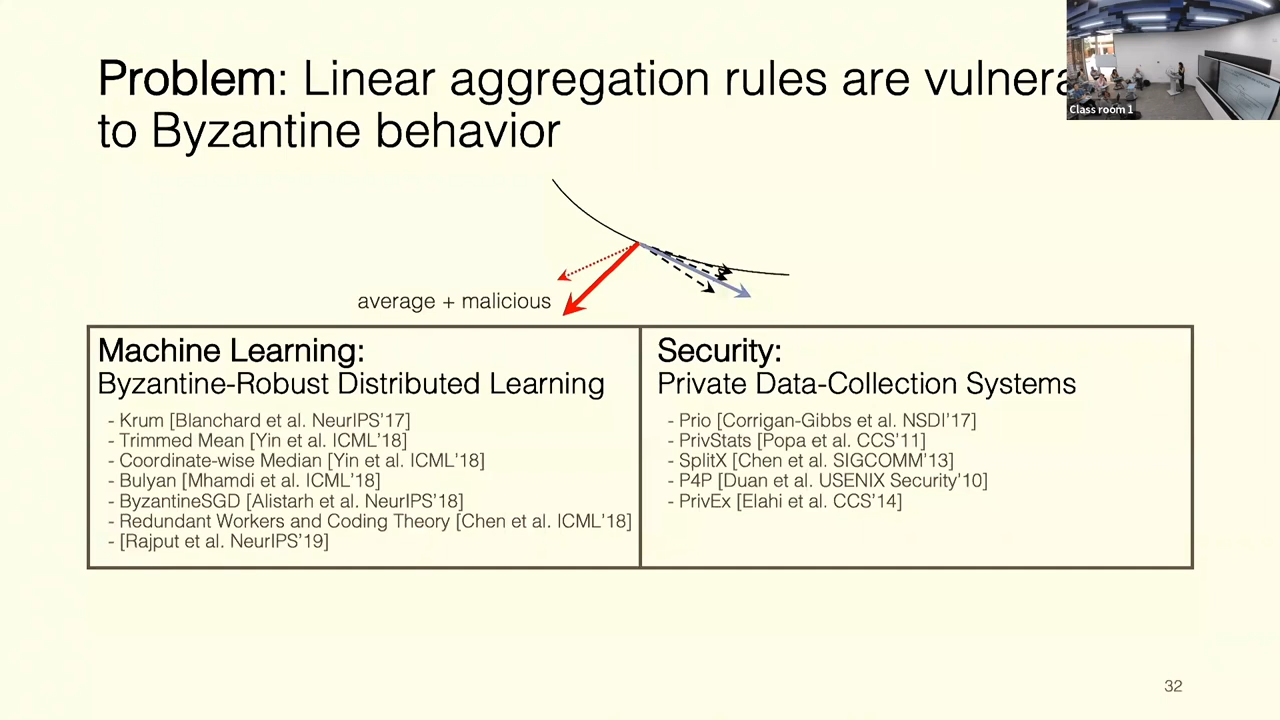 Problem: Linear aggregation rules are vulnera
to Byzantine behavior
Class room 1
average + malicious
Machine Learning:
Byzantine-Robust Distributed Learning
- Krum [Blanchard et al. NeurIPS'17]
- Trimmed Mean [Yin et al. ICML'18]
- Coordinate-wise Median [Yin et al. ICML'18]
- Bulyan [Mhamdi et al. ICML'18]
- ByzantineSGD [Alistarh et al. NeurIPS'18]
- Redundant Workers and Coding Theory [Chen et al. ICML'18]
- [Rajput et al. NeurIPS'19]
Security:
Private Data-Collection Systems
- Prio [Corrigan-Gibbs et al. NSDI'17]
- PrivStats [Popa et al. CCS'11]
- SplitX [Chen et al. SIGCOMM'13]
- P4P [Duan et al. USENIX Security'10]
- PrivEx [Elahi et al. CCS'14]
32